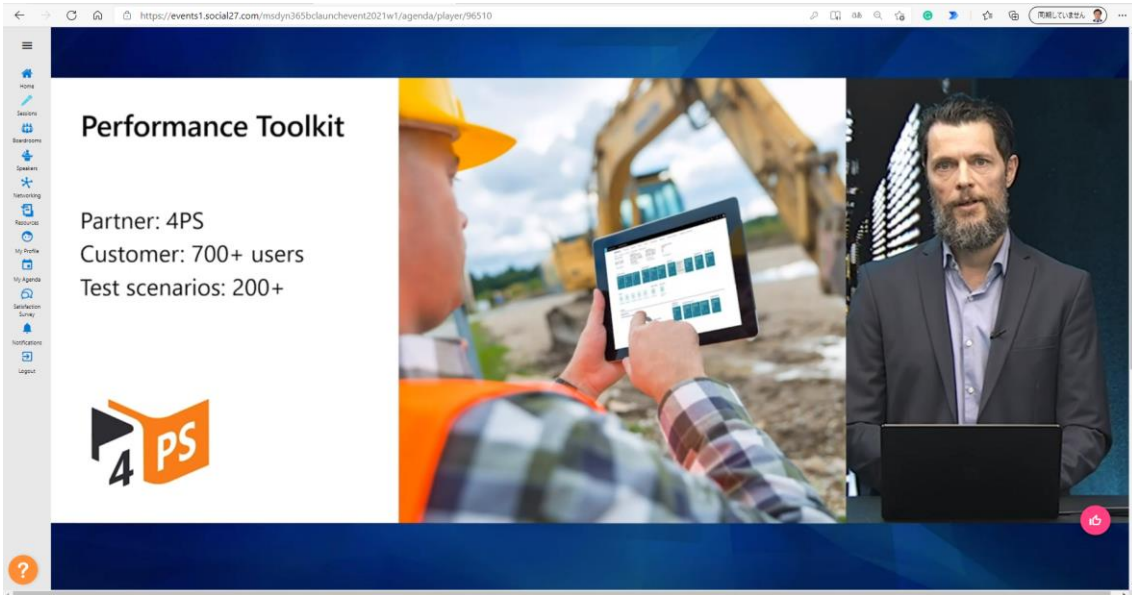 https://events1.social27.com/msdyn365bclaunchevent2021w1/agenda/player/96510
同期していません
Home
Sessions
Boardrooms
Speakers
Networking
Resources
My Profile
My Agenda
Satisfaction
Survey
Notifications
Logout
Performance Toolkit
Partner: 4PS
Customer: 700+ users
Test scenarios: 200+
4PS
?